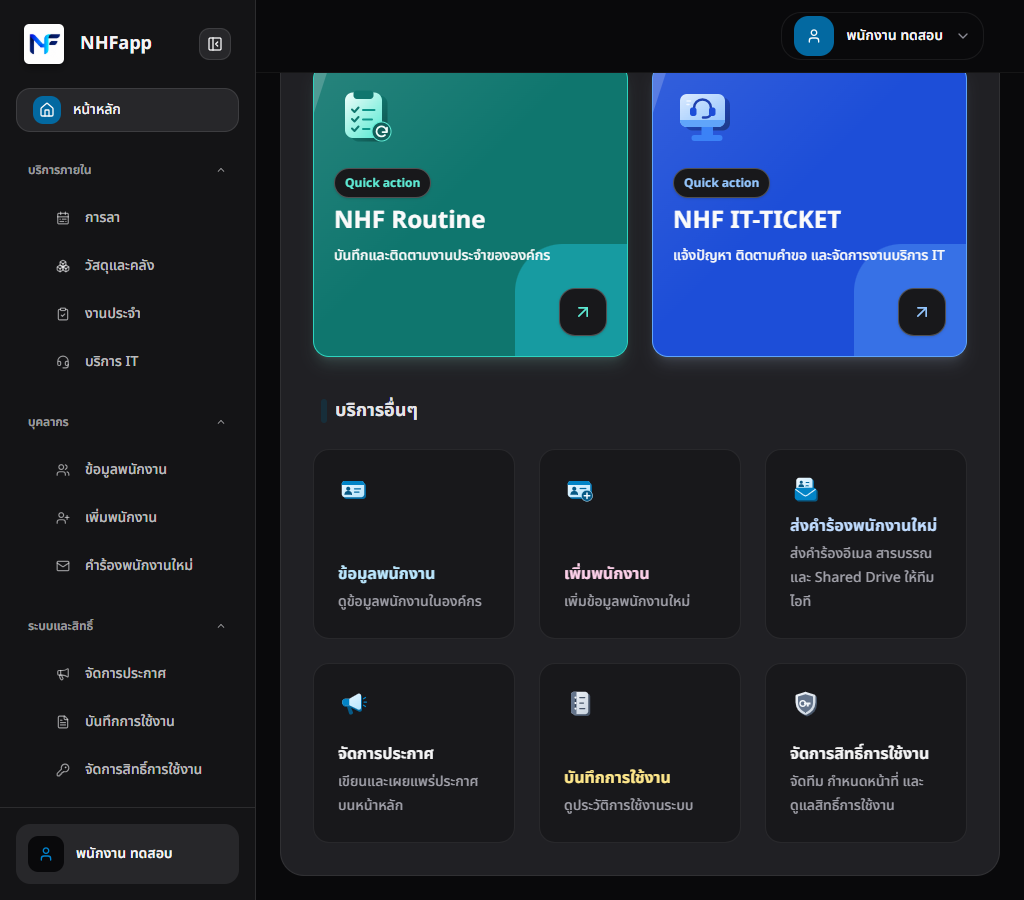 NHFapp
หน้าหลัก
บริการภายใน
การลา
วัสดุและคลัง
งานประจำ
บริการ IT
บุคลากร
ข้อมูลพนักงาน
เพิ่มพนักงาน
คำร้องพนักงานใหม่
ระบบและสิทธิ์
จัดการประกาศ
บันทึกการใช้งาน
จัดการสิทธิ์การใช้งาน
พนักงาน ทดสอบ
พนักงาน ทดสอบ
Quick action
NHF Routine
บันทึกและติดตามงานประจำขององค์กร
Quick action
NHF IT-TICKET
แจ้งปัญหา ติดตามคำขอ และจัดการงานบริการ IT
บริการอื่นๆ
ข้อมูลพนักงาน
ดูข้อมูลพนักงานในองค์กร
เพิ่มพนักงาน
เพิ่มข้อมูลพนักงานใหม่
ส่งคำร้องพนักงานใหม่
ส่งคำร้องอีเมล สารบรรณ
และ Shared Drive ให้ทีม
ไอที
จัดการประกาศ
เขียนและเผยแพร่ประกาศ
บนหน้าหลัก
บันทึกการใช้งาน
ดูประวัติการใช้งานระบบ
จัดการสิทธิ์การใช้งาน
จัดทีม กำหนดหน้าที่ และ
ดูแลสิทธิ์การใช้งาน